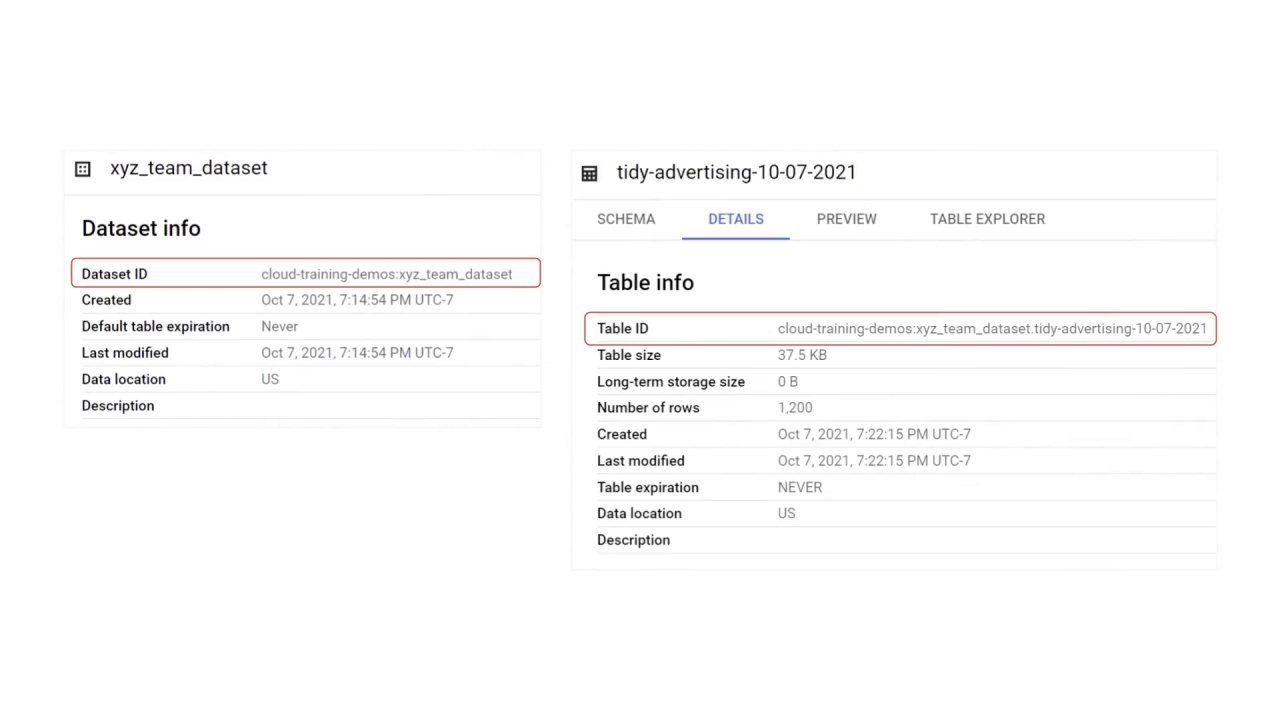 xyz_team_dataset
Dataset info
Dataset ID cloud-training-demos:xyz_team_dataset
Created Oct 7, 2021, 7:14:54 PM UTC-7
Default table expiration Never
Last modified Oct 7, 2021, 7:14:54 PM UTC-7
Data location US
Description
tidy-advertising-10-07-2021
SCHEMA DETAILS PREVIEW TABLE EXPLORER
Table info
Table ID cloud-training-demos:xyz_team_dataset.tidy-advertising-10-07-2021
Table size 37.5 KB
Long-term storage size 0 B
Number of rows 1,200
Created Oct 7, 2021, 7:22:15 PM UTC-7
Last modified Oct 7, 2021, 7:22:15 PM UTC-7
Table expiration NEVER
Data location US
Description